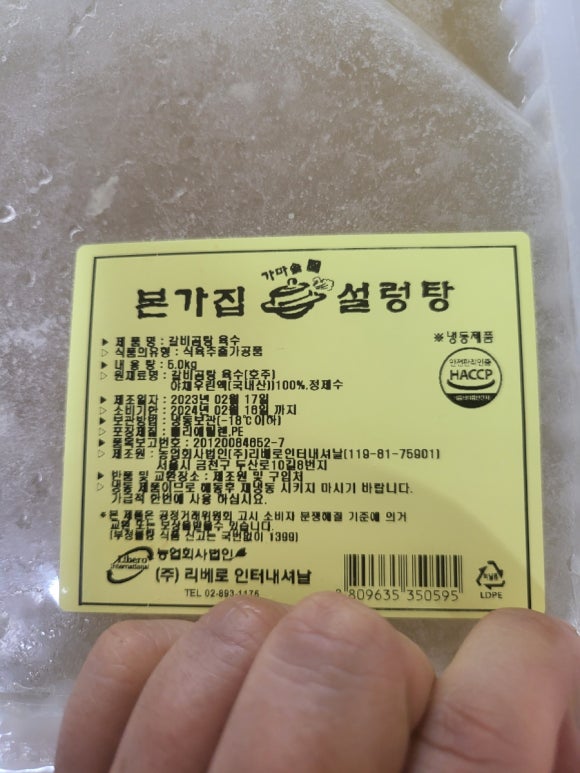 가마솥
본가집 설렁탕
※냉동제품
▶ 제 품 명 : 갈비곰탕 육수
▷ 식품의유형 : 식육추출가공품
▶ 내 용 량 : 5.0kg
▷ 원재료명 : 갈비곰탕 육수(호주)
야채우린액(국내산))100%.정제수
안전관리인증
HACCP
▶ 제조일자 : 2023년 02월 17일
▷ 소비기한 : 2024년 02월 16일 까지
▶ 보관방법 : 냉동보관(-18℃이하)
▷ 포장재질 : 폴리에틸렌,PE
▶ 품목보고번호 : 20120084652-7
▷ 제조원 : 농업회사법인(주)리베로인터내셔날(119-81-75901)
서울시 금천구 두산로10길8번지
▶ 반품 및 교환장소 : 제조원 및 구입처
▷ 냉동 제품이므로 해동후 재냉동 시키지 마시기 바랍니다.
가급적 한번에 사용 하십시요.
※본 제품은 공정거래위원회 고시 소비자 분쟁해결 기준에 의거
교환 또는 보상을받을수 있습니다.
(부정불량 식품 신고는 국번없이 1399)
Libero
International
농업회사법인
(주) 리베로 인터내셔날
TEL 02-893-1176
809635 350595
LDPE